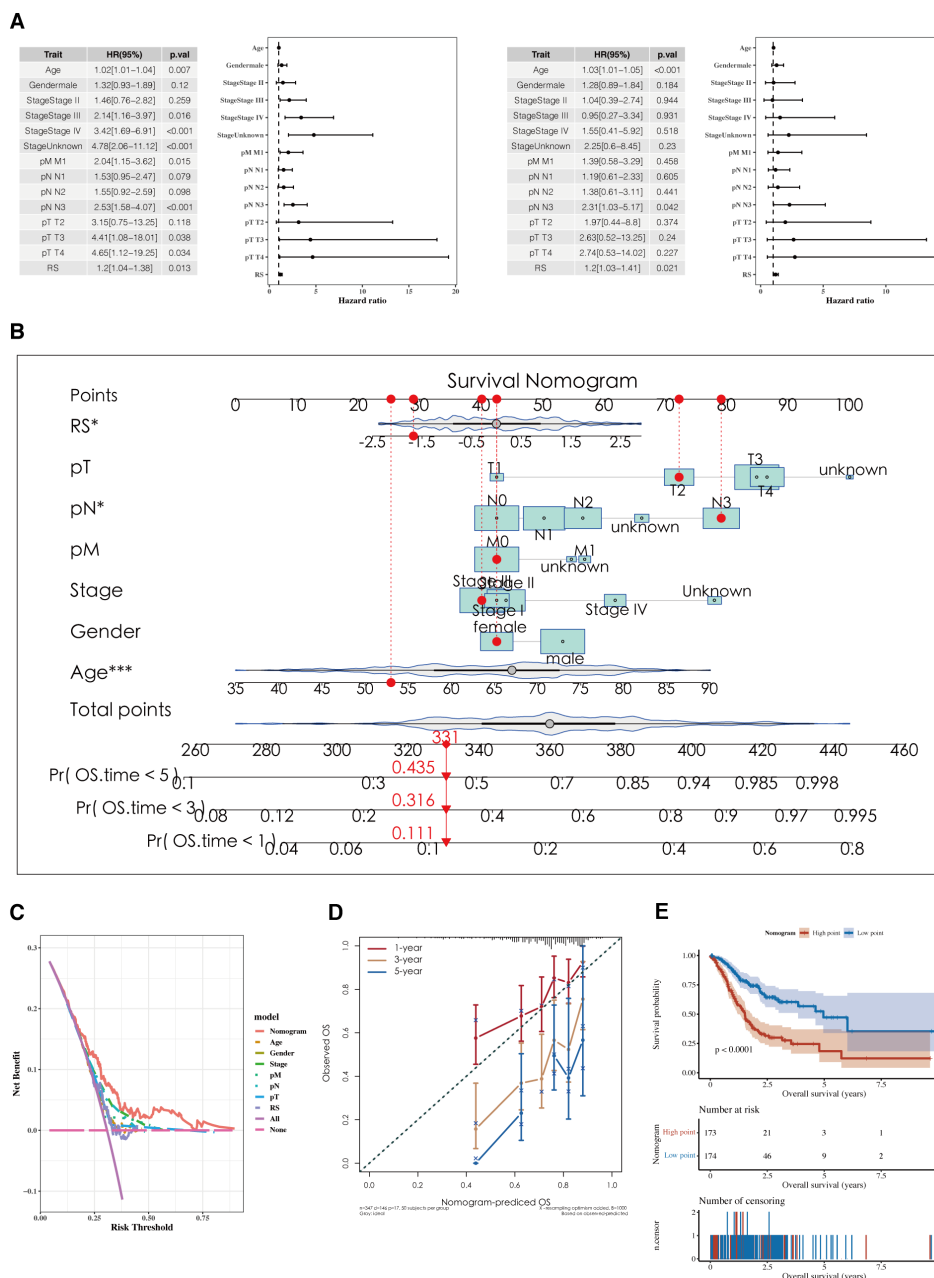 A
Trait HR(95%) p.val
Age 1.02[1.01–1.04) 0.007
Gendermale 1.32[0.93–1.89) 0.12
StageStage II 1.46[0.76–2.82) 0.259
StageStage III 2.14[1.16–3.97) 0.016
StageStage IV 3.42[1.69–6.91) <0.001
StageUnknown 4.78[2.06–11.12) <0.001
pM M1 2.04[1.15–3.62) 0.015
pN N1 1.53[0.95–2.47) 0.079
pN N2 1.55[0.92–2.59) 0.098
pN N3 2.53[1.58–4.07) <0.001
pT T2 3.15[0.75–13.25) 0.118
pT T3 4.41[1.08–18.01) 0.038
pT T4 4.65[1.12–19.25) 0.034
RS 1.2[1.04–1.38) 0.013
Age
Gendermale
StageStage II
StageStage III
StageStage IV
StageUnknown
pM M1
pN N1
pN N2
pN N3
pT T2
pT T3
pT T4
RS
0 5 10 15 20
Hazard ratio
Trait HR(95%) p.val
Age 1.03[1.01–1.05) <0.001
Gendermale 1.28[0.89–1.84) 0.184
StageStage II 1.04[0.39–2.74) 0.944
StageStage III 0.95[0.27–3.34) 0.931
StageStage IV 1.55[0.41–5.92) 0.518
StageUnknown 2.25[0.6–8.45) 0.23
pM M1 1.39[0.58–3.29) 0.458
pN N1 1.19[0.61–2.33) 0.605
pN N2 1.38[0.61–3.11) 0.441
pN N3 2.31[1.03–5.17) 0.042
pT T2 1.97[0.44–8.8) 0.374
pT T3 2.63[0.52–13.25) 0.24
pT T4 2.74[0.53–14.02) 0.227
RS 1.2[1.03–1.41) 0.021
Age
Gendermale
StageStage II
StageStage III
StageStage IV
StageUnknown
pM M1
pN N1
pN N2
pN N3
pT T2
pT T3
pT T4
RS
0 5 10
Hazard ratio
B
Survival Nomogram
Points
0 10 20 30 40 50 60 70 80 90 100
RS*
-2.5 -1.5 -0.5 0.5 1.5 2.5
pT
T1 T2 T3 T4 unknown
pN*
N0 N1 N2 unknown N3
pM
M0 unknown M1
Stage
Stage III Stage II Stage I Stage IV Unknown
Gender
female male
Age***
35 40 45 50 55 60 65 70 75 80 85 90
Total points
331
260 280 300 320 340 360 380 400 420 440 460
0.435
Pr( OS.time < 5 )
0.1 0.3 0.5 0.7 0.85 0.94 0.985 0.998
0.316
Pr( OS.time < 3 )
0.08 0.12 0.2 0.4 0.6 0.8 0.9 0.97 0.995
0.111
Pr( OS.time < 1 )
0.04 0.06 0.1 0.2 0.4 0.6 0.8
C
0.3
0.2
0.1
0.0
−0.1
Net Benefit
0.00 0.25 0.50 0.75
Risk Threshold
model
Nomogram
Age
Gender
Stage
pM
pN
pT
RS
All
None
D
1-year
3-year
5-year
1.0
0.8
0.6
0.4
0.2
0.0
Observed OS
0.0 0.2 0.4 0.6 0.8 1.0
Nomogram-prediced OS
n=347 d=146 p=17, 50 subjects per group
Gray: ideal
X - resampling optimism added, B=1000
Based on observed-predicted
E
Nomogram High point Low point
1.00
0.75
0.50
0.25
0.00
Survival probability
p < 0.0001
0 2.5 5 7.5
Overall survival (years)
Number at risk
Nomogram
High point 173 21 3 1
Low point 174 46 9 2
0 2.5 5 7.5
Overall survival (years)
Number of censoring
n.censor
2
1
0
0 2.5 5 7.5
Overall survival (years)